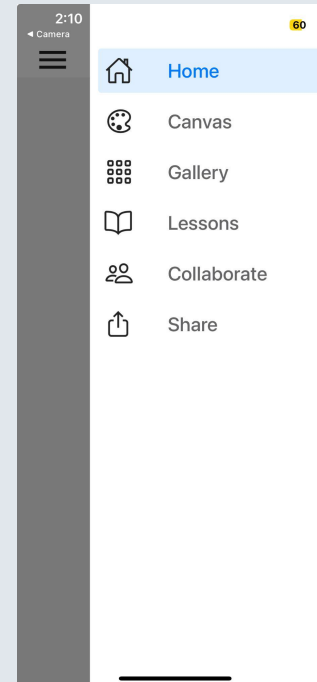 2:10
60
◀ Camera
Home
Canvas
Gallery
Lessons
Collaborate
Share